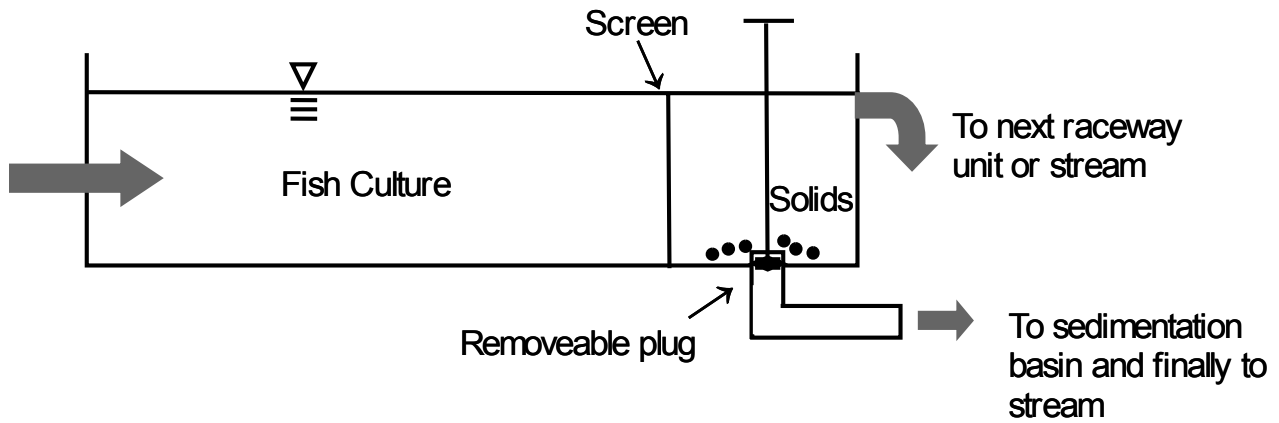 Screen
To next raceway
unit or stream
Fish Culture
Solids
Removeable plug
To sedimentation
basin and finally to
stream